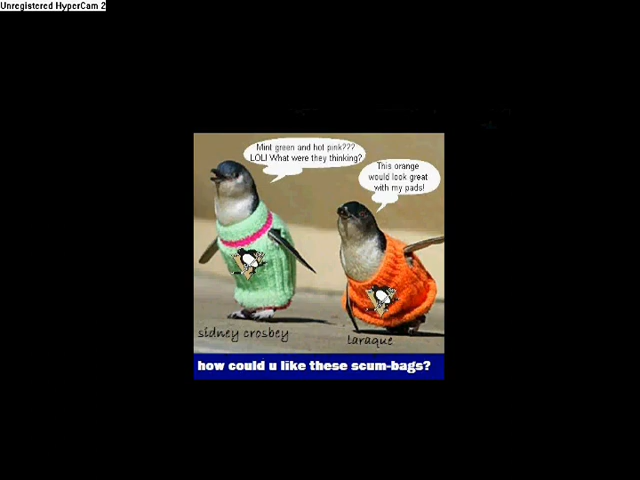 Unregistered HyperCam 2
Mint green and hot pink???
LOL! What were they thinking?
This orange
would look great
with my pads!
sidney crosbey
laraque
how could u like these scum-bags?